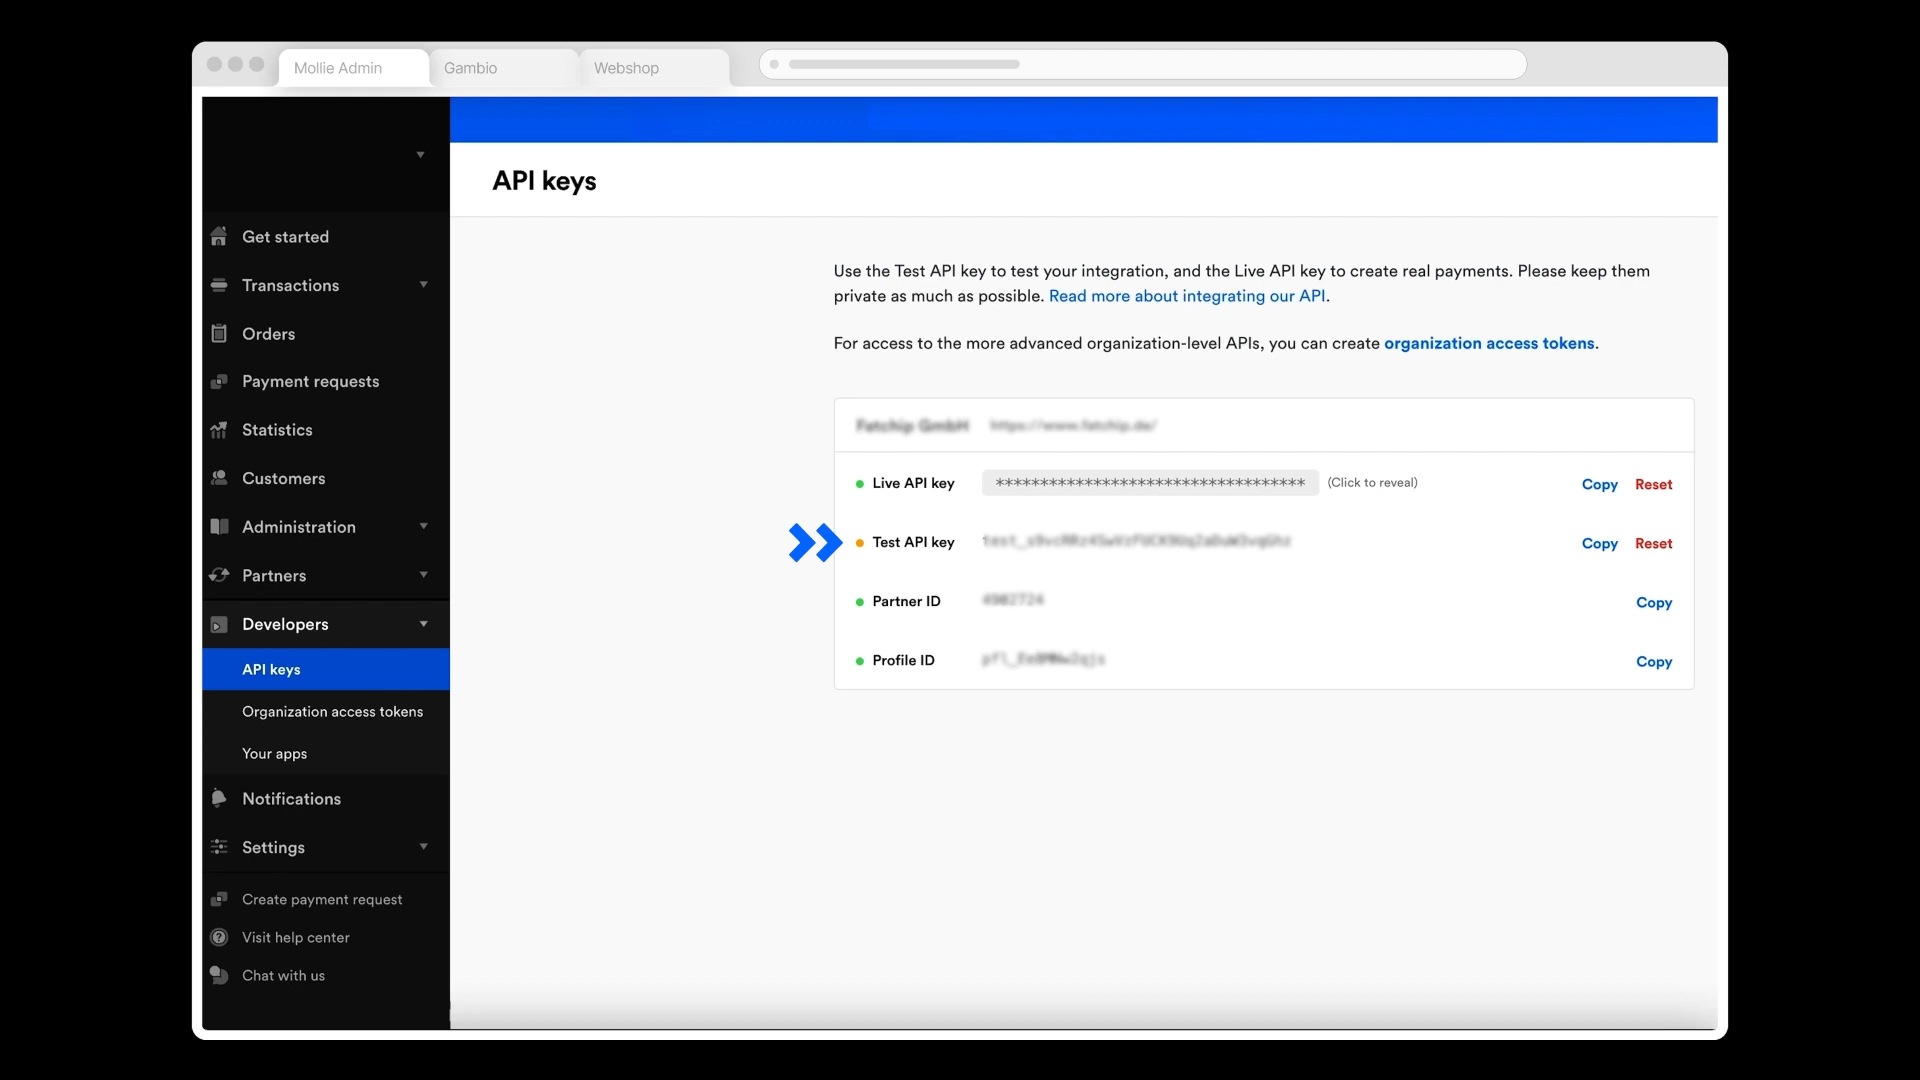 Mollie Admin
Gambio
Webshop
API keys
Get started
Transactions
Orders
Payment requests
Statistics
Customers
Administration
Partners
Developers
API keys
Organization access tokens
Your apps
Notifications
Settings
Create payment request
Visit help center
Chat with us
Use the Test API key to test your integration, and the Live API key to create real payments. Please keep them
private as much as possible. Read more about integrating our API.
For access to the more advanced organization-level APIs, you can create organization access tokens.
Live API key *********************************** (Click to reveal) Copy Reset
Test API key Copy Reset
Partner ID Copy
Profile ID Copy